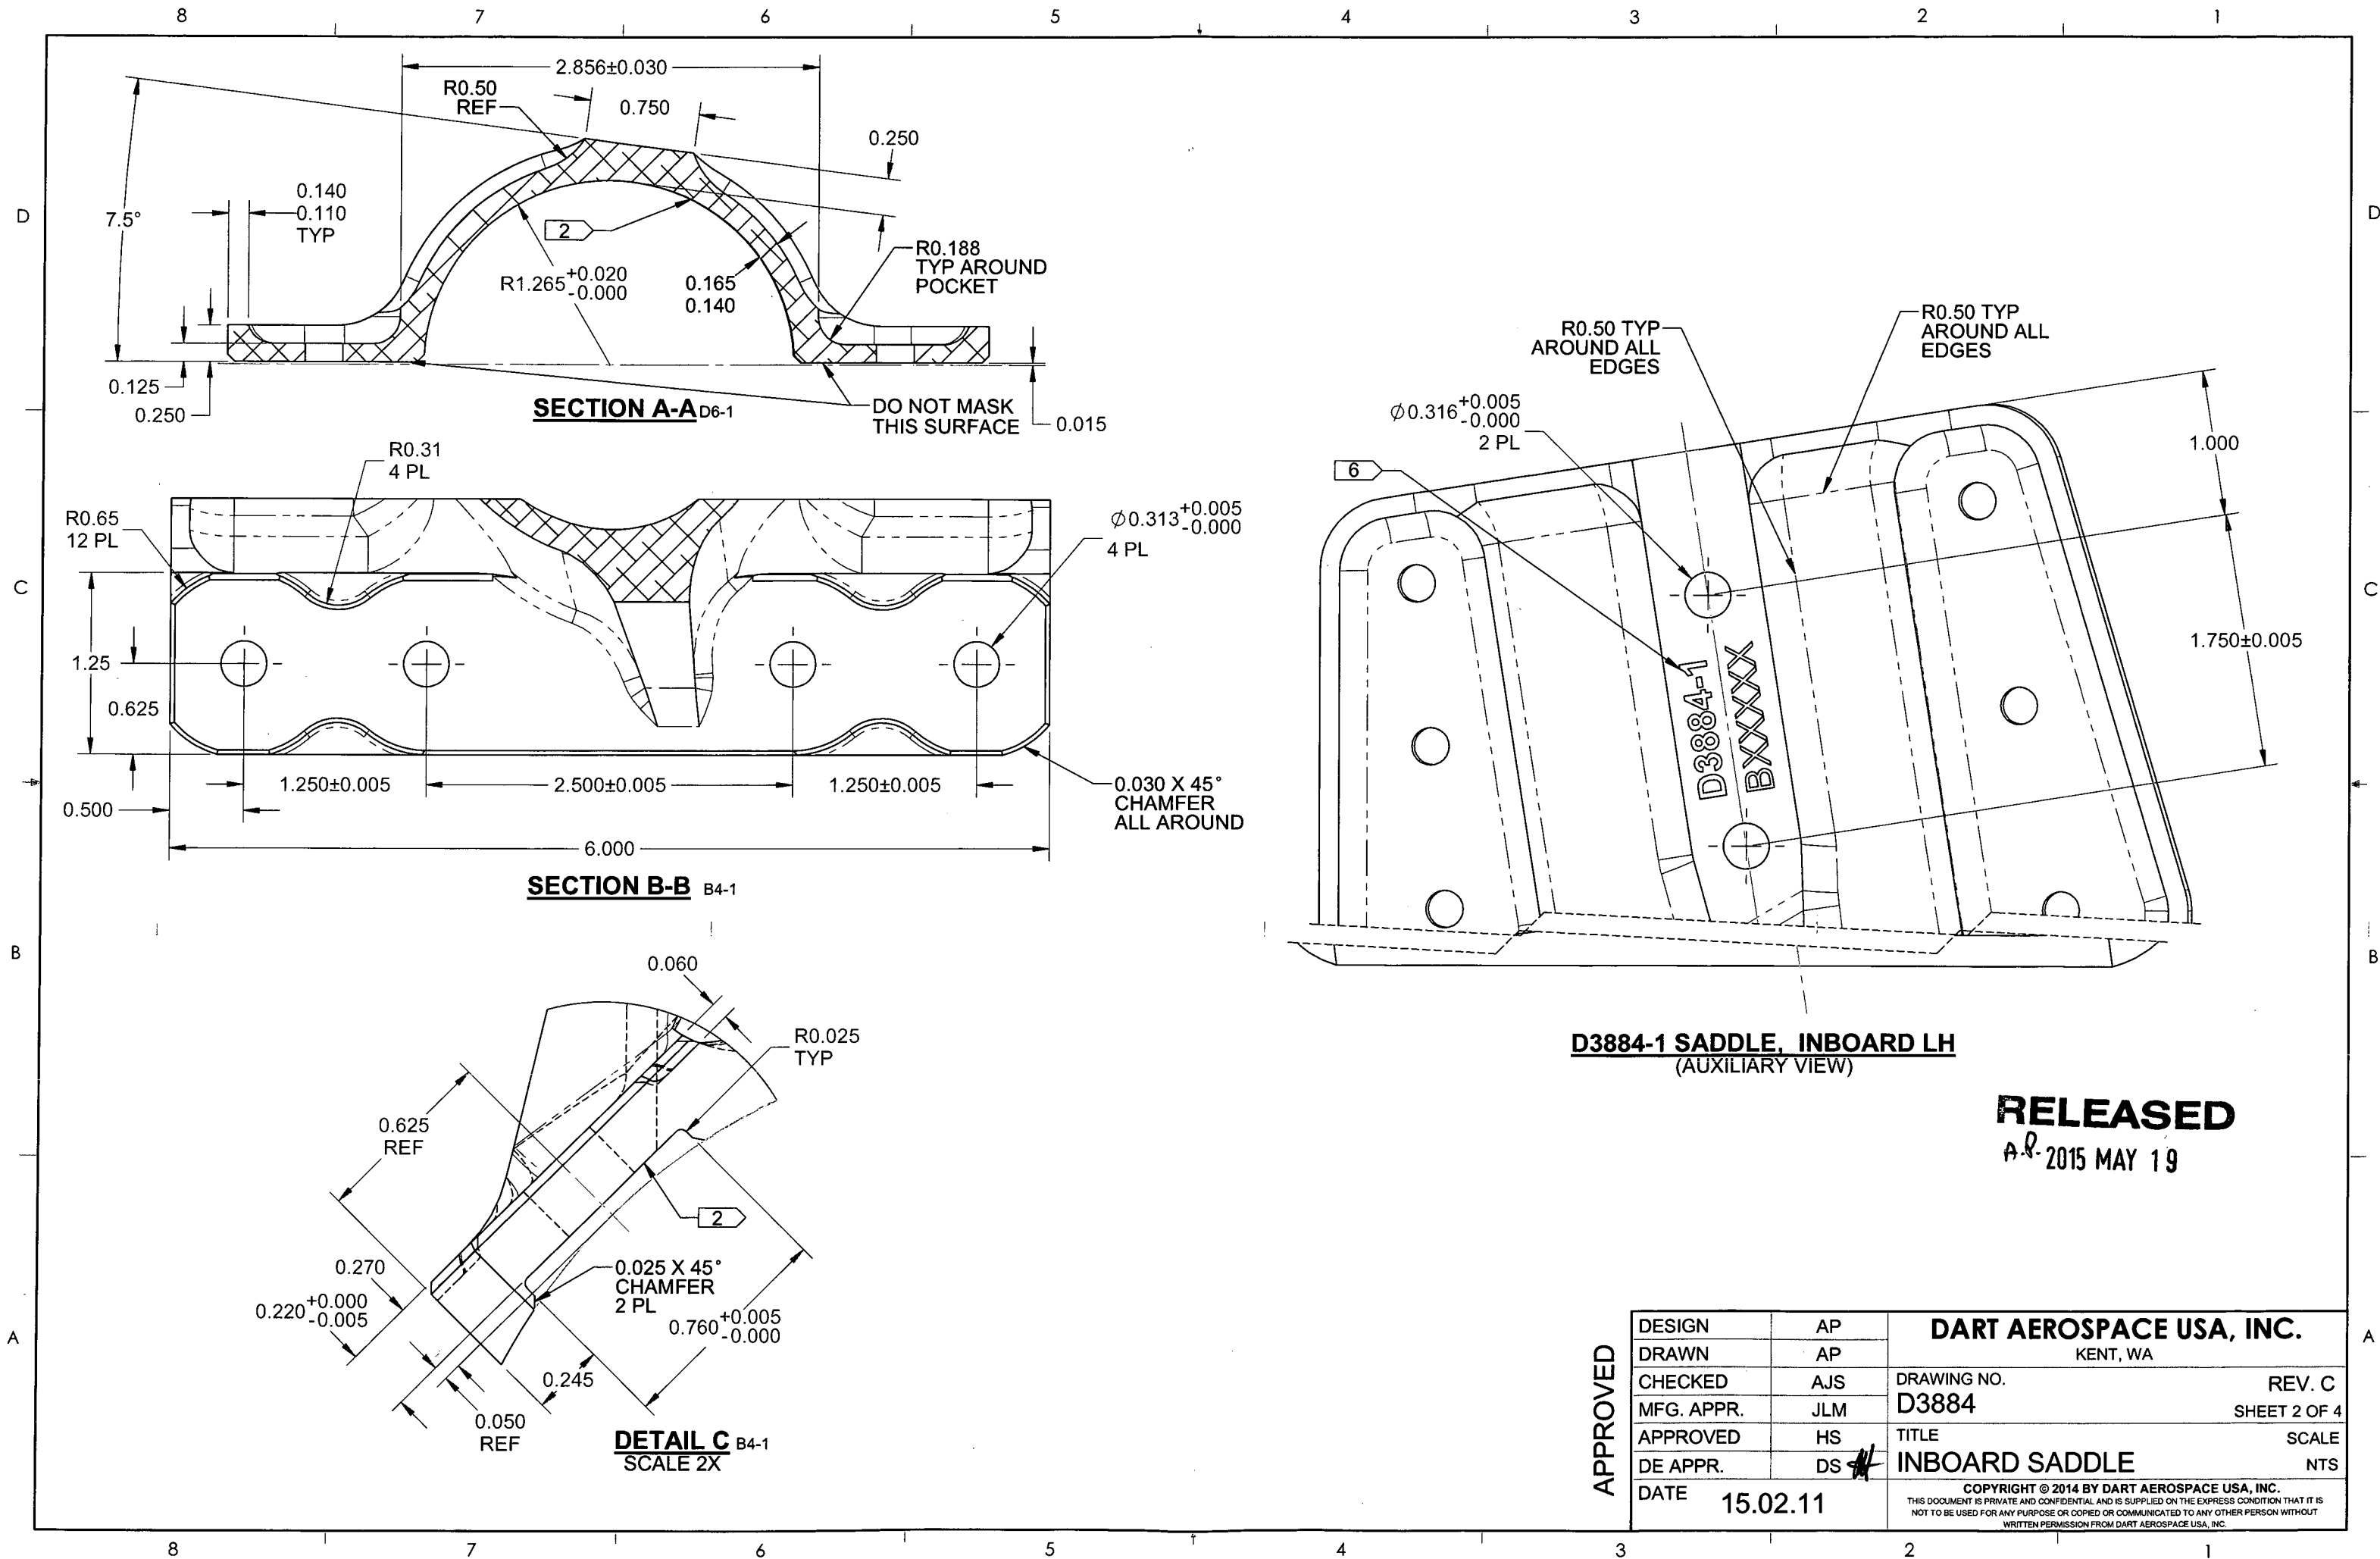 8 7 6 5 4 3 2 1
D
C
B
A
D
C
B
A
2.856±0.030
R0.50
REF
0.750
0.250
0.140
0.110
TYP
7.5°
2
R1.265 +0.020
-0.000
0.165
0.140
R0.188
TYP AROUND
POCKET
0.125
0.250
SECTION A-A D6-1
DO NOT MASK
THIS SURFACE
0.015
R0.31
4 PL
R0.65
12 PL
Ø0.313 +0.005
-0.000
4 PL
1.25
0.625
1.250±0.005
2.500±0.005
1.250±0.005
0.500
0.030 X 45°
CHAMFER
ALL AROUND
6.000
SECTION B-B B4-1
R0.50 TYP
AROUND ALL
EDGES
R0.50 TYP
AROUND ALL
EDGES
Ø0.316 +0.005
-0.000
2 PL
6
1.000
1.750±0.005
D3884-1
BXXXXX
D3884-1 SADDLE, INBOARD LH
(AUXILIARY VIEW)
0.060
R0.025
TYP
0.625
REF
2
0.270
0.220 +0.000
-0.005
0.025 X 45°
CHAMFER
2 PL
0.760 +0.005
-0.000
0.245
0.050
REF
DETAIL C B4-1
SCALE 2X
RELEASED
A.P. 2015 MAY 19
APPROVED
DESIGN AP
DRAWN AP
CHECKED AJS
MFG. APPR. JLM
APPROVED HS
DE APPR. DS
DATE 15.02.11
DART AEROSPACE USA, INC.
KENT, WA
DRAWING NO. REV. C
D3884 SHEET 2 OF 4
TITLE SCALE
INBOARD SADDLE NTS
COPYRIGHT © 2014 BY DART AEROSPACE USA, INC.
THIS DOCUMENT IS PRIVATE AND CONFIDENTIAL AND IS SUPPLIED ON THE EXPRESS CONDITION THAT IT IS
NOT TO BE USED FOR ANY PURPOSE OR COPIED OR COMMUNICATED TO ANY OTHER PERSON WITHOUT
WRITTEN PERMISSION FROM DART AEROSPACE USA, INC.
8 7 6 5 4 3 2 1